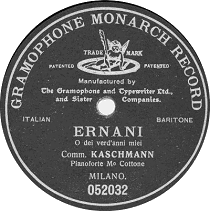 GRAMOPHONE MONARCH RECORD
TRADE MARK
PATENTED PATENTED
Manufactured by
The Gramophone and Typewriter Ltd.,
and Sister Companies.
ITALIAN BARITONE
ERNANI
O dei verd'anni miei
Comm. KASCHMANN
Pianoforte Mo Cottone
MILANO.
052032